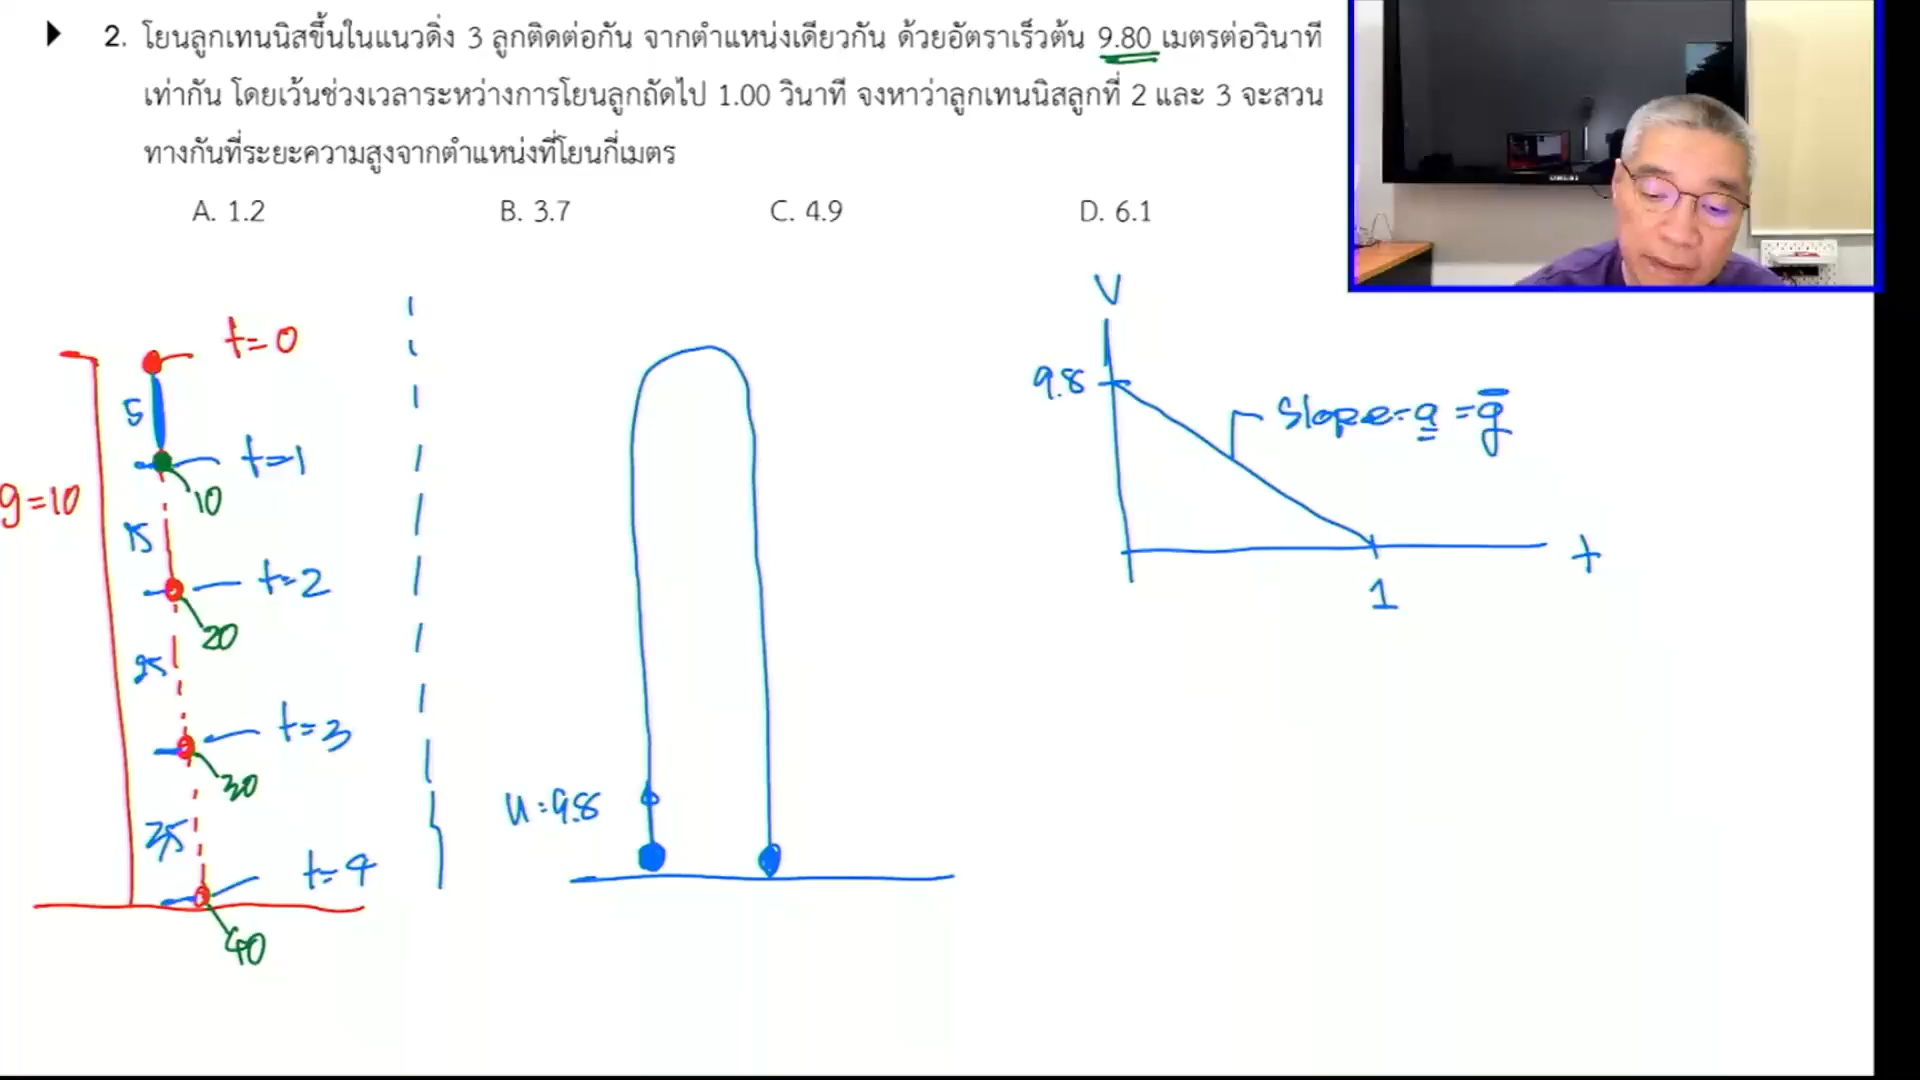 2. โยนลูกเทนนิสขึ้นในแนวดิ่ง 3 ลูกติดต่อกัน จากตำแหน่งเดียวกัน ด้วยอัตราเร็วต้น 9.80 เมตรต่อวินาที
เท่ากัน โดยเว้นช่วงเวลาระหว่างการโยนลูกถัดไป 1.00 วินาที จงหาว่าลูกเทนนิสลูกที่ 2 และ 3 จะสวน
ทางกันที่ระยะความสูงจากตำแหน่งที่โยนกี่เมตร
A. 1.2 B. 3.7 C. 4.9 D. 6.1
t=0
5
t=1
10
g=10
15
t=2
20
25
t=3
30
35
t=4
40
u=9.8
V
9.8
Slope=a=g
t
1